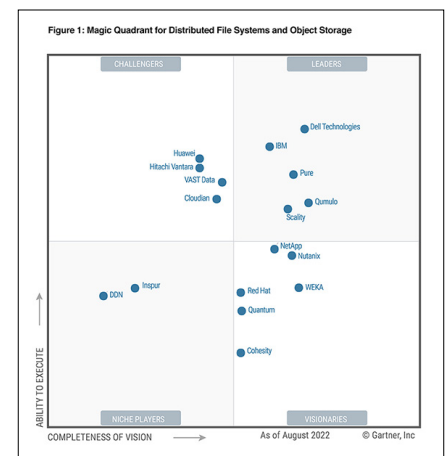 Figure 1: Magic Quadrant for Distributed File Systems and Object Storage
CHALLENGERS
LEADERS
Dell Technologies
IBM
Huawei
Hitachi Vantara
Pure
VAST Data
Cloudian
Qumulo
Scality
NetApp
Nutanix
Inspur
DDN
Red Hat
WEKA
Quantum
Cohesity
ABILITY TO EXECUTE
NICHE PLAYERS
VISIONARIES
COMPLETENESS OF VISION
As of August 2022
© Gartner, Inc